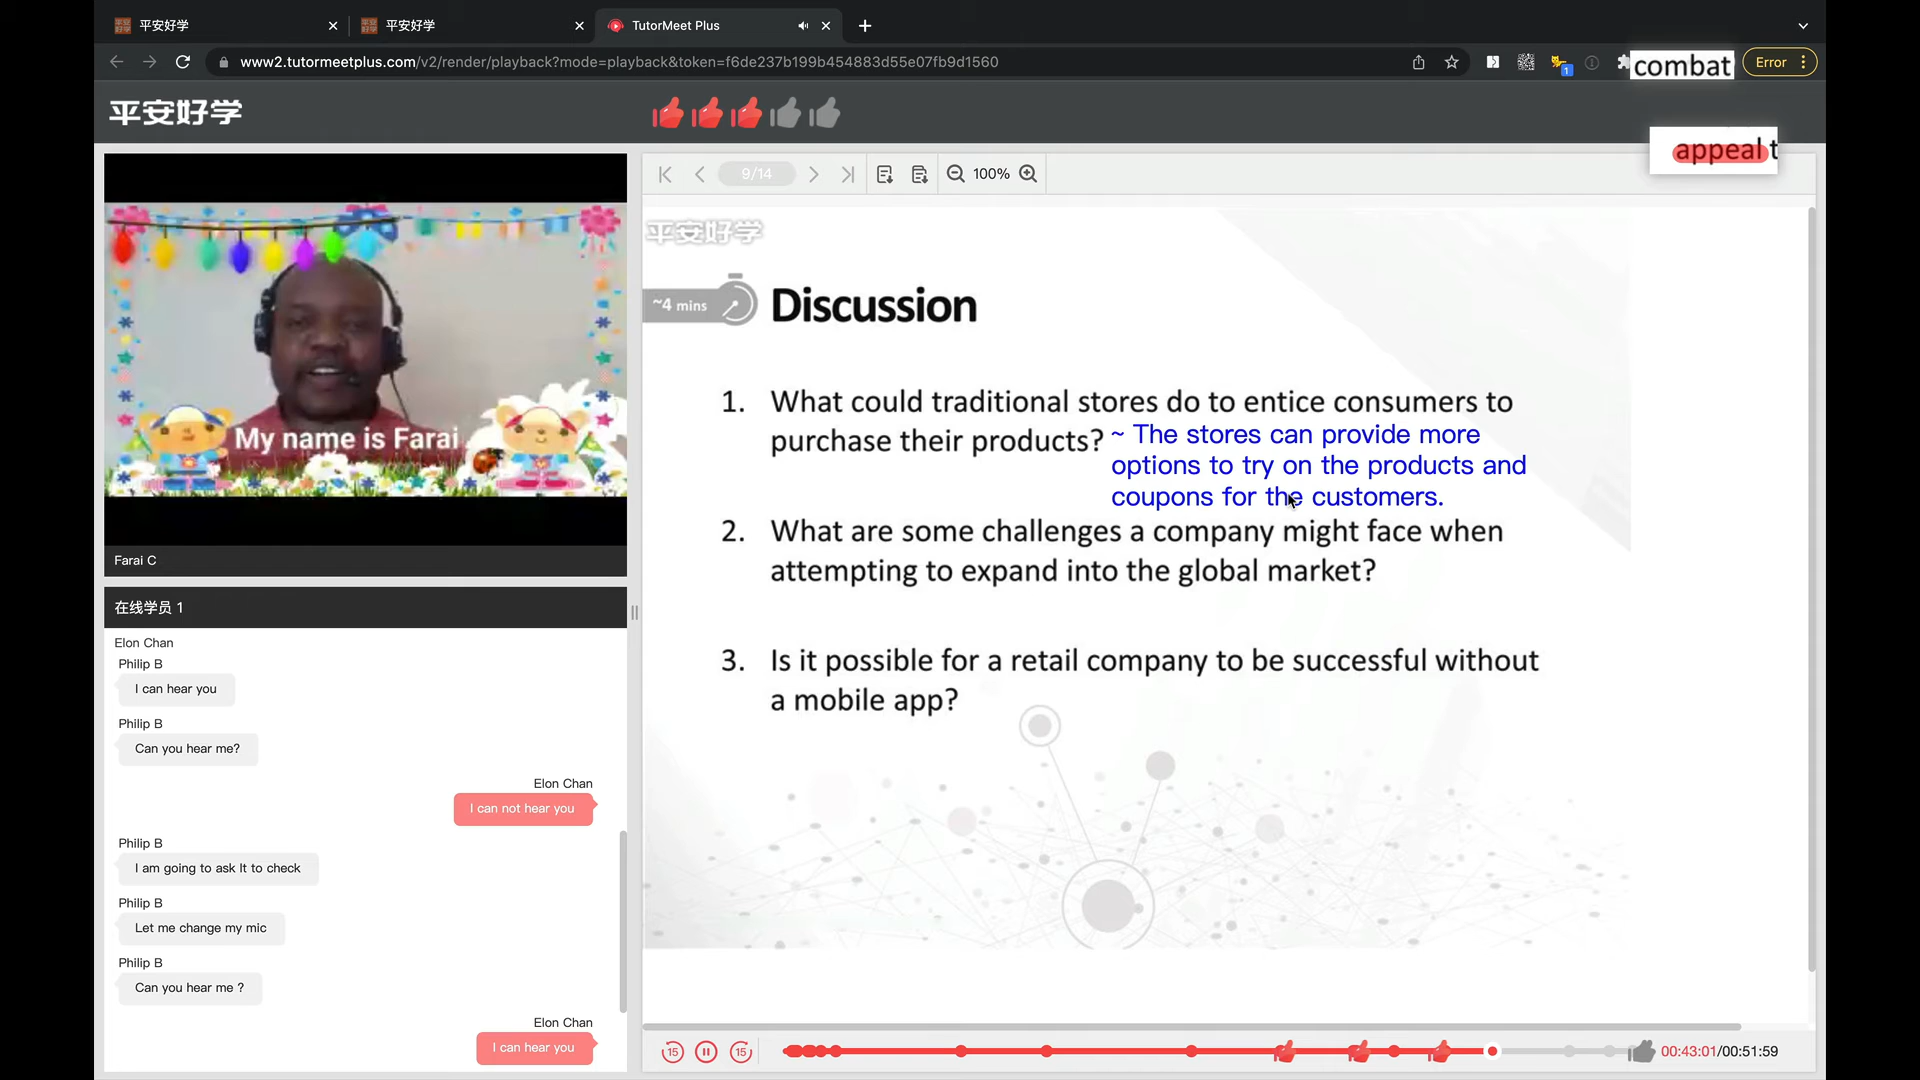 平安好学
平安好学
TutorMeet Plus
www2.tutormeetplus.com/v2/render/playback?mode=playback&token=f6de237b199b454883d55e07fb9d1560
1
combat
Error
平安好学
appeal t
My name is Farai
Farai C
9/14
100%
平安好学
~4 mins
Discussion
1. What could traditional stores do to entice consumers to
purchase their products?
~ The stores can provide more
options to try on the products and
coupons for the customers.
2. What are some challenges a company might face when
attempting to expand into the global market?
3. Is it possible for a retail company to be successful without
a mobile app?
在线学员 1
Elon Chan
Philip B
I can hear you
Philip B
Can you hear me?
Elon Chan
I can not hear you
Philip B
I am going to ask It to check
Philip B
Let me change my mic
Philip B
Can you hear me ?
Elon Chan
I can hear you
15
15
00:43:01/00:51:59